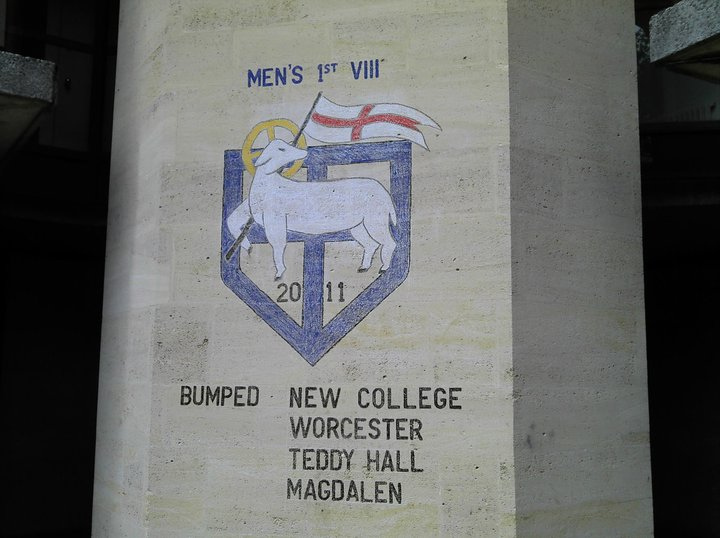 MEN'S 1ST VIII
20 11
BUMPED NEW COLLEGE
WORCESTER
TEDDY HALL
MAGDALEN